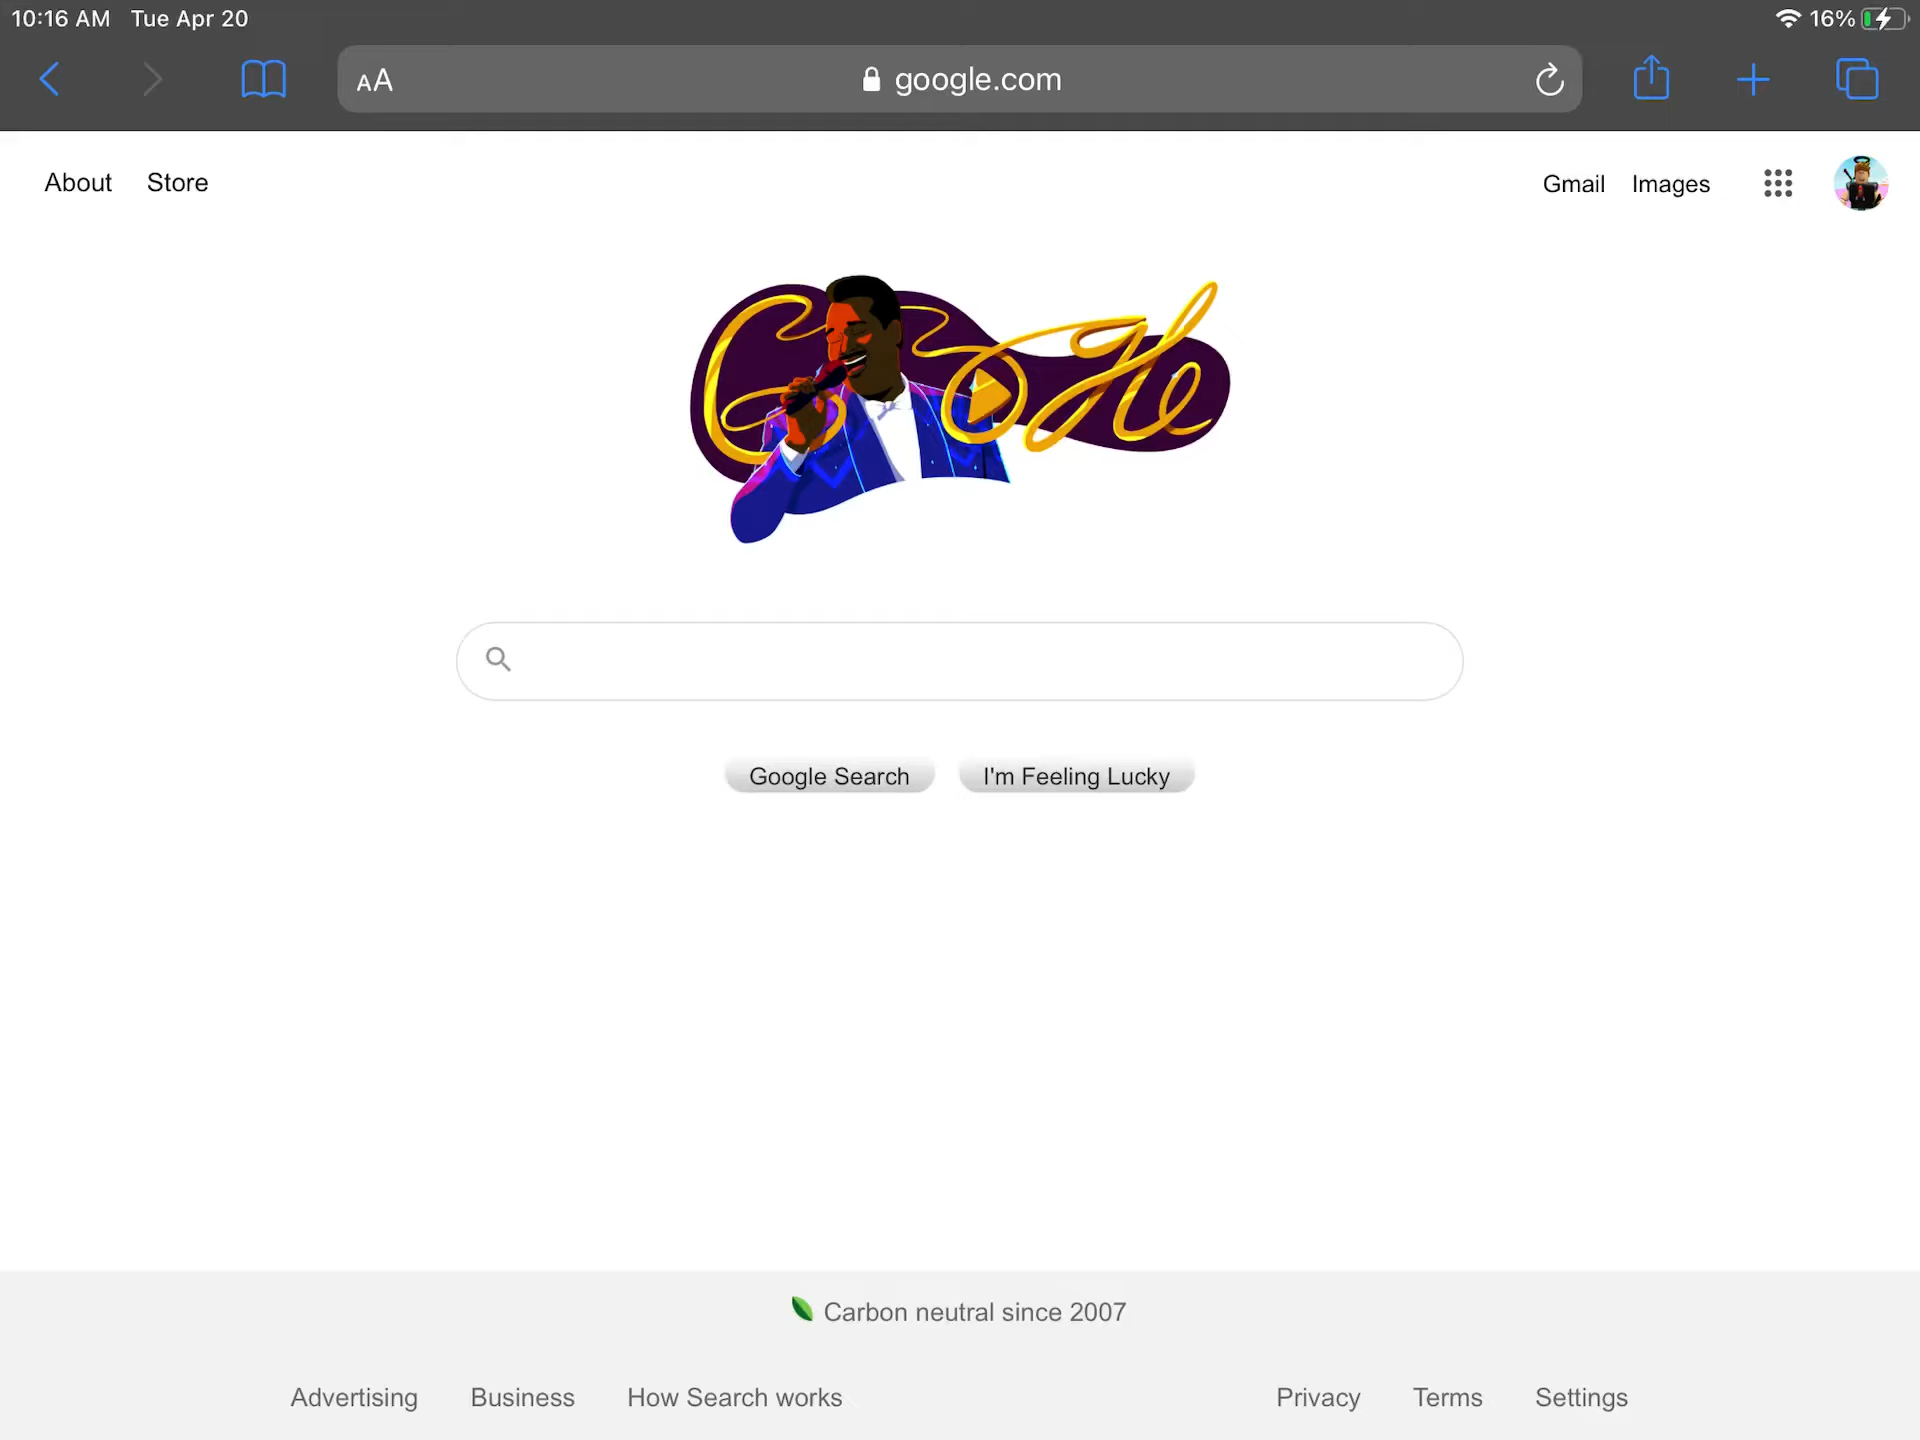 10:16 AM Tue Apr 20 16%
AA google.com
About Store Gmail Images
Google
Google Search I'm Feeling Lucky
Carbon neutral since 2007
Advertising Business How Search works Privacy Terms Settings